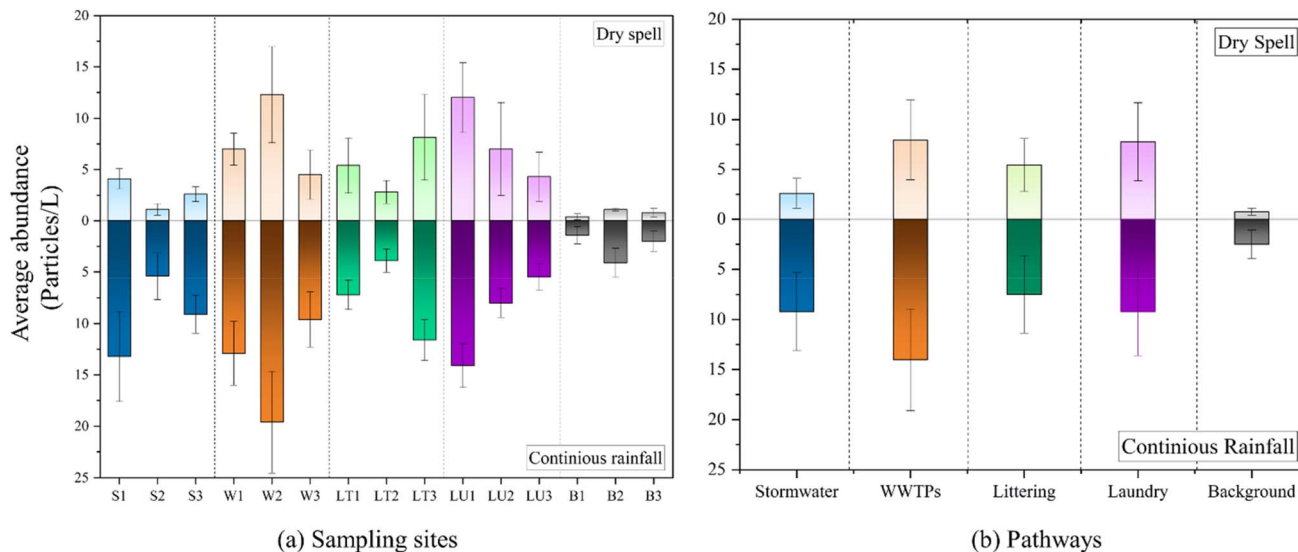 Average abundance
(Particles/L)
20
15
10
5
0
5
10
15
20
25
Dry spell
Continious rainfall
S1 S2 S3 W1 W2 W3 LT1 LT2 LT3 LU1 LU2 LU3 B1 B2 B3
(a) Sampling sites
20
15
10
5
0
5
10
15
20
25
Dry Spell
Continious Rainfall
Stormwater WWTPs Littering Laundry Background
(b) Pathways